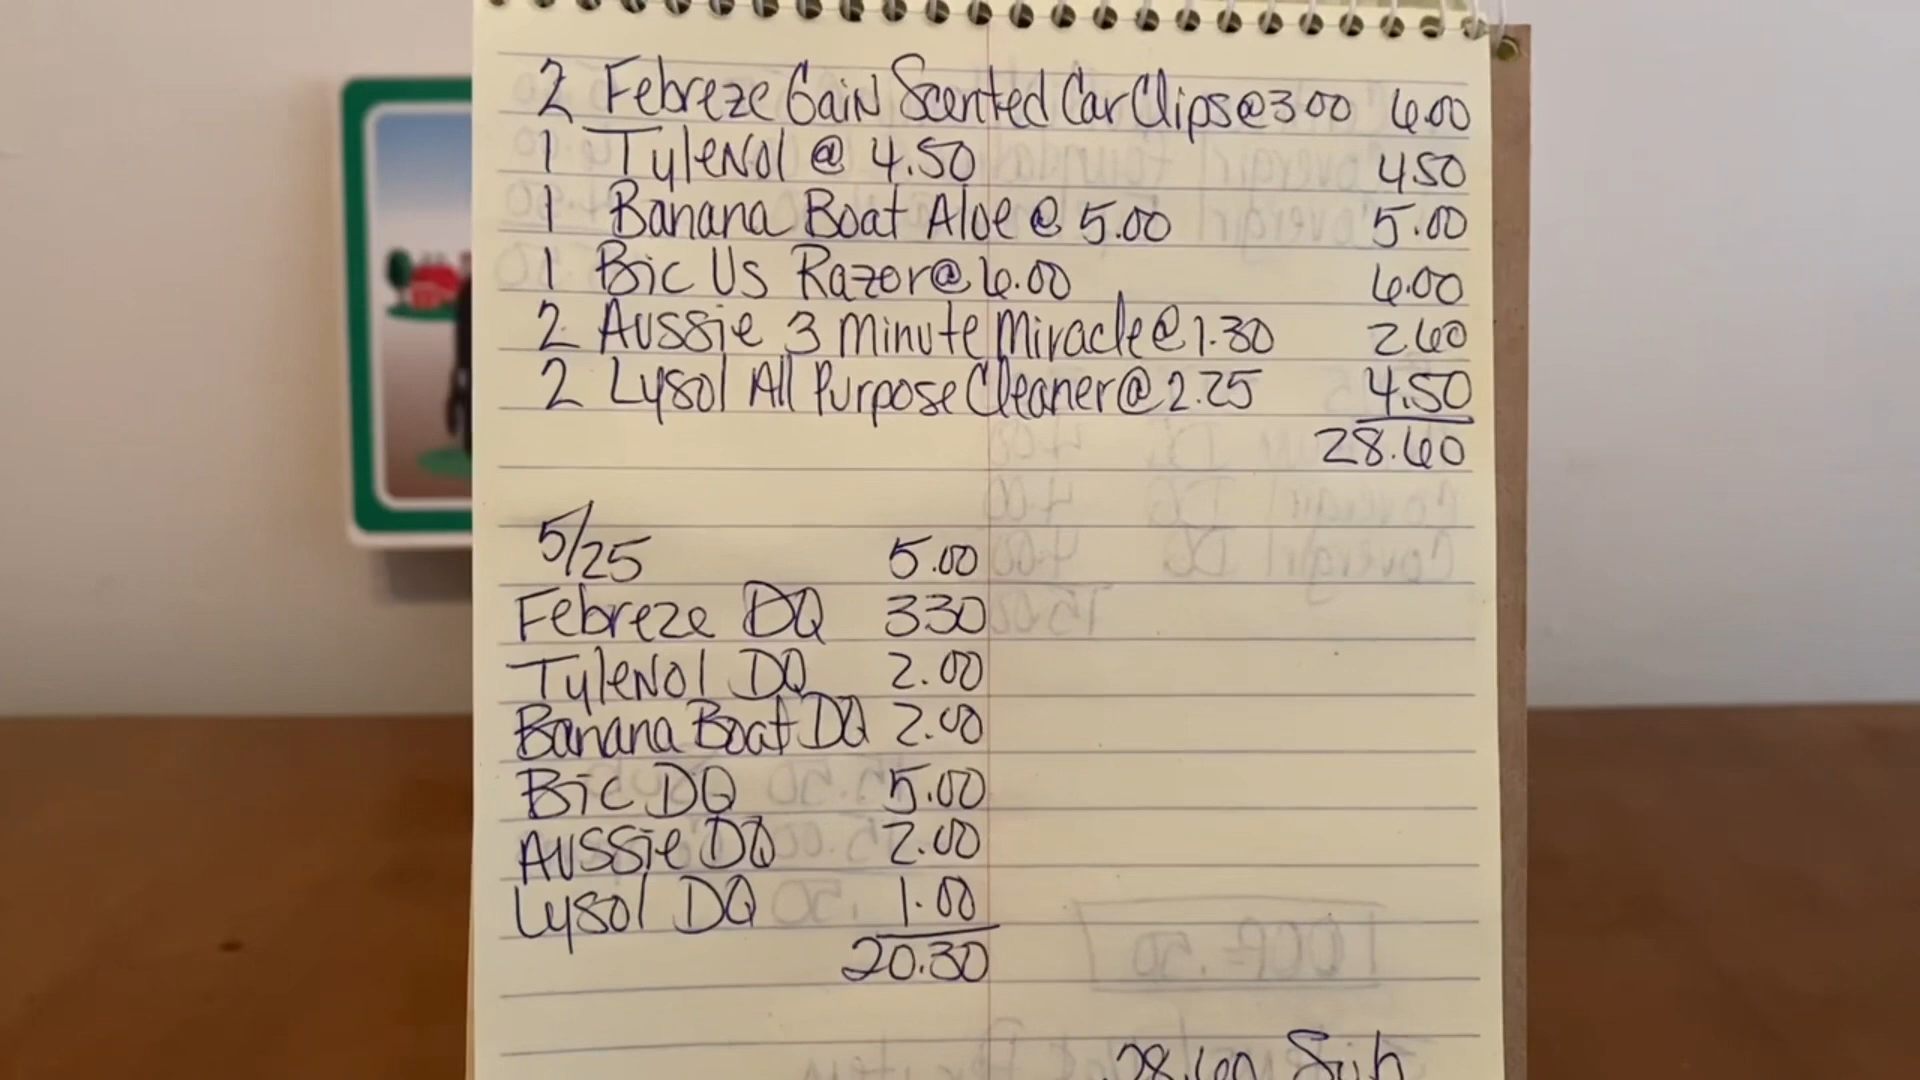 2 Febreze Gain Scented Car Clips @ 3.00 6.00
1 Tylenol @ 4.50 4.50
1 Banana Boat Aloe @ 5.00 5.00
1 Bic Us Razor @ 6.00 6.00
2 Aussie 3 Minute Miracle @ 1.30 2.60
2 Lysol All Purpose Cleaner @ 2.25 4.50
28.60
5/25 5.00
Febreze DQ 3.30
Tylenol DQ 2.00
Banana Boat DQ 2.00
Bic DQ 5.00
Aussie DQ 2.00
Lysol DQ 1.00
20.30
28.60 Sub